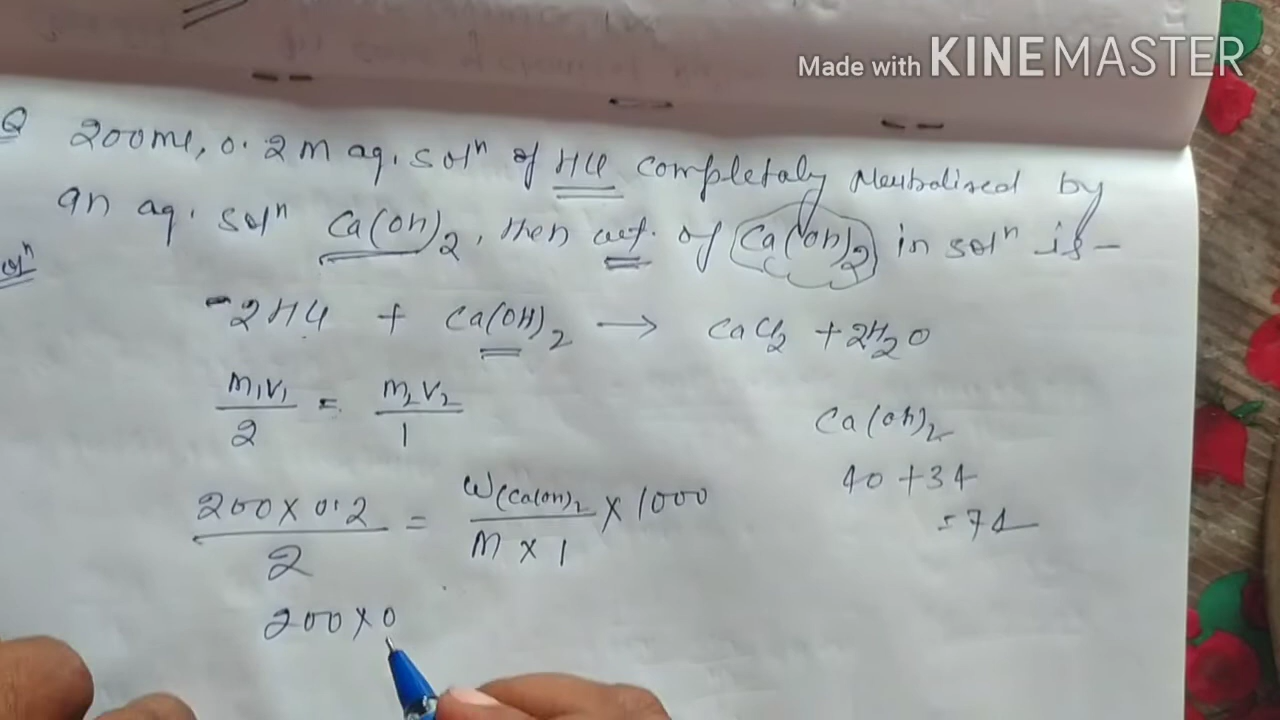 Made with KINEMASTER
Q 200ml, 0.2M aq. solⁿ of HCl completely Neutralised by
an aq. solⁿ Ca(OH)₂, then wt. of Ca(OH)₂ in solⁿ is –
Solⁿ
2HCl + Ca(OH)₂ → CaCl₂ + 2H₂O
M₁V₁/2 = M₂V₂/1
Ca(OH)₂
40 + 34
= 74
200 × 0.2/2 = W(Ca(OH)₂/M × 1 × 1000
200 × 0